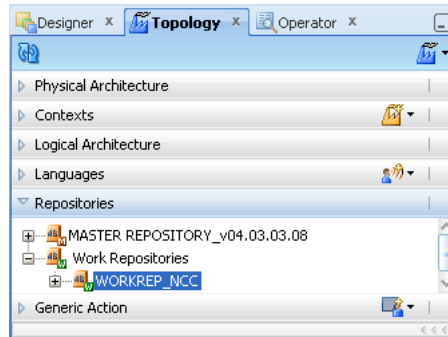 Designer x Topology x Operator x
Physical Architecture
Contexts
Logical Architecture
Languages
Repositories
MASTER REPOSITORY_v04.03.03.08
Work Repositories
WORKREP_NCC
Generic Action